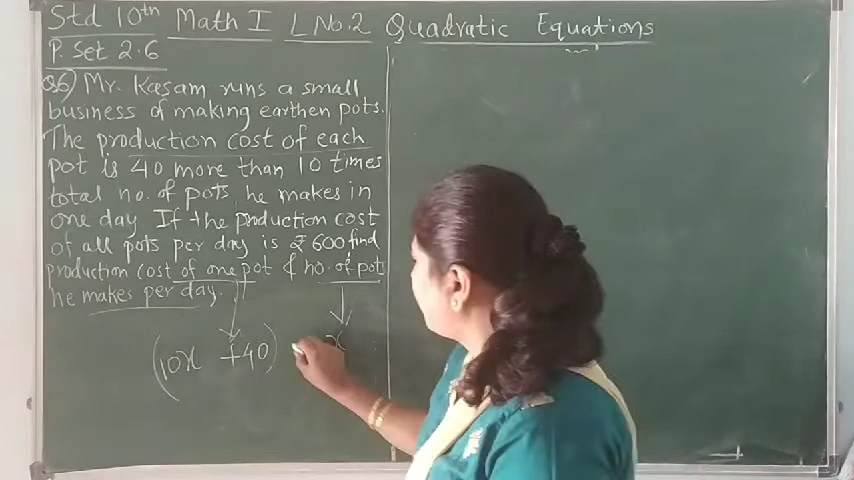 Std 10th Math I L No.2 Quadratic Equations
P. Set 2.6
Q6) Mr. Kasam runs a small
business of making earthen pots.
The production cost of each
pot is 40 more than 10 times
total no. of pots, he makes in
one day If the production cost
of all pots per day is ₹ 600 find
production cost of one pot & no. of pots
he makes per day.
(10x + 40) x